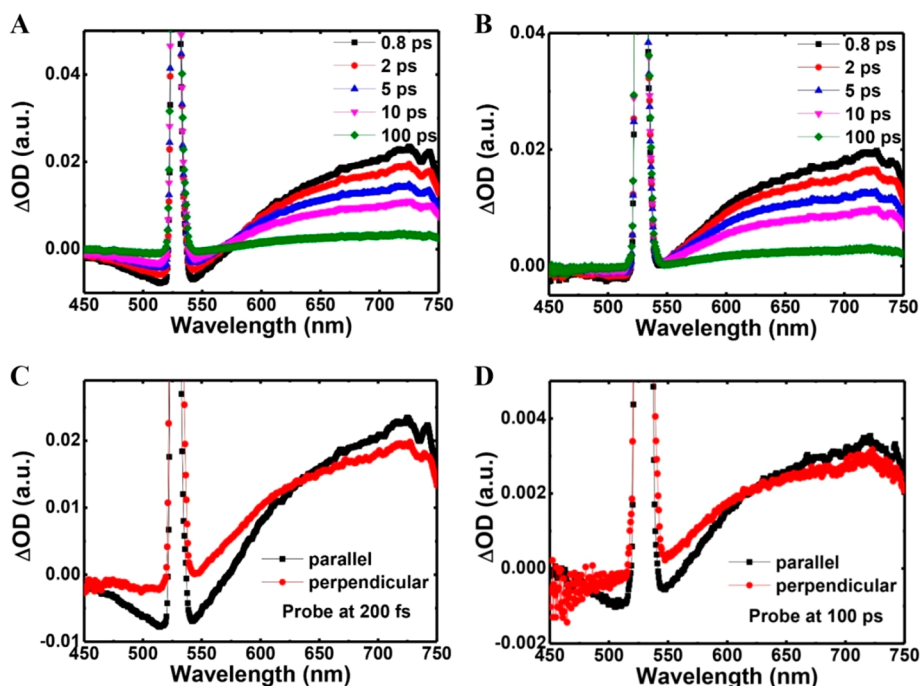 A
0.8 ps
2 ps
5 ps
10 ps
100 ps
ΔOD (a.u.)
0.04
0.02
0.00
450 500 550 600 650 700 750
Wavelength (nm)
B
0.8 ps
2 ps
5 ps
10 ps
100 ps
ΔOD (a.u.)
0.04
0.02
0.00
450 500 550 600 650 700 750
Wavelength (nm)
C
ΔOD (a.u.)
0.02
0.01
0.00
-0.01
parallel
perpendicular
Probe at 200 fs
450 500 550 600 650 700 750
Wavelength (nm)
D
ΔOD (a.u.)
0.004
0.002
0.000
-0.002
parallel
perpendicular
Probe at 100 ps
450 500 550 600 650 700 750
Wavelength (nm)